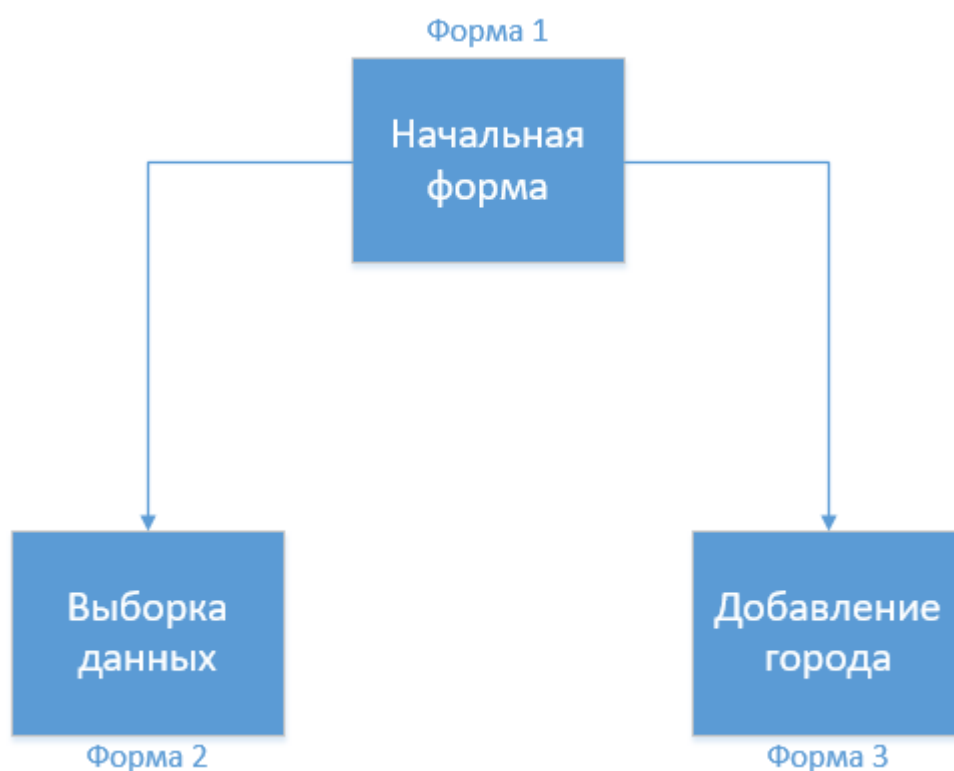 Форма 1
Начальная
форма
Выборка
данных
Форма 2
Добавление
города
Форма 3